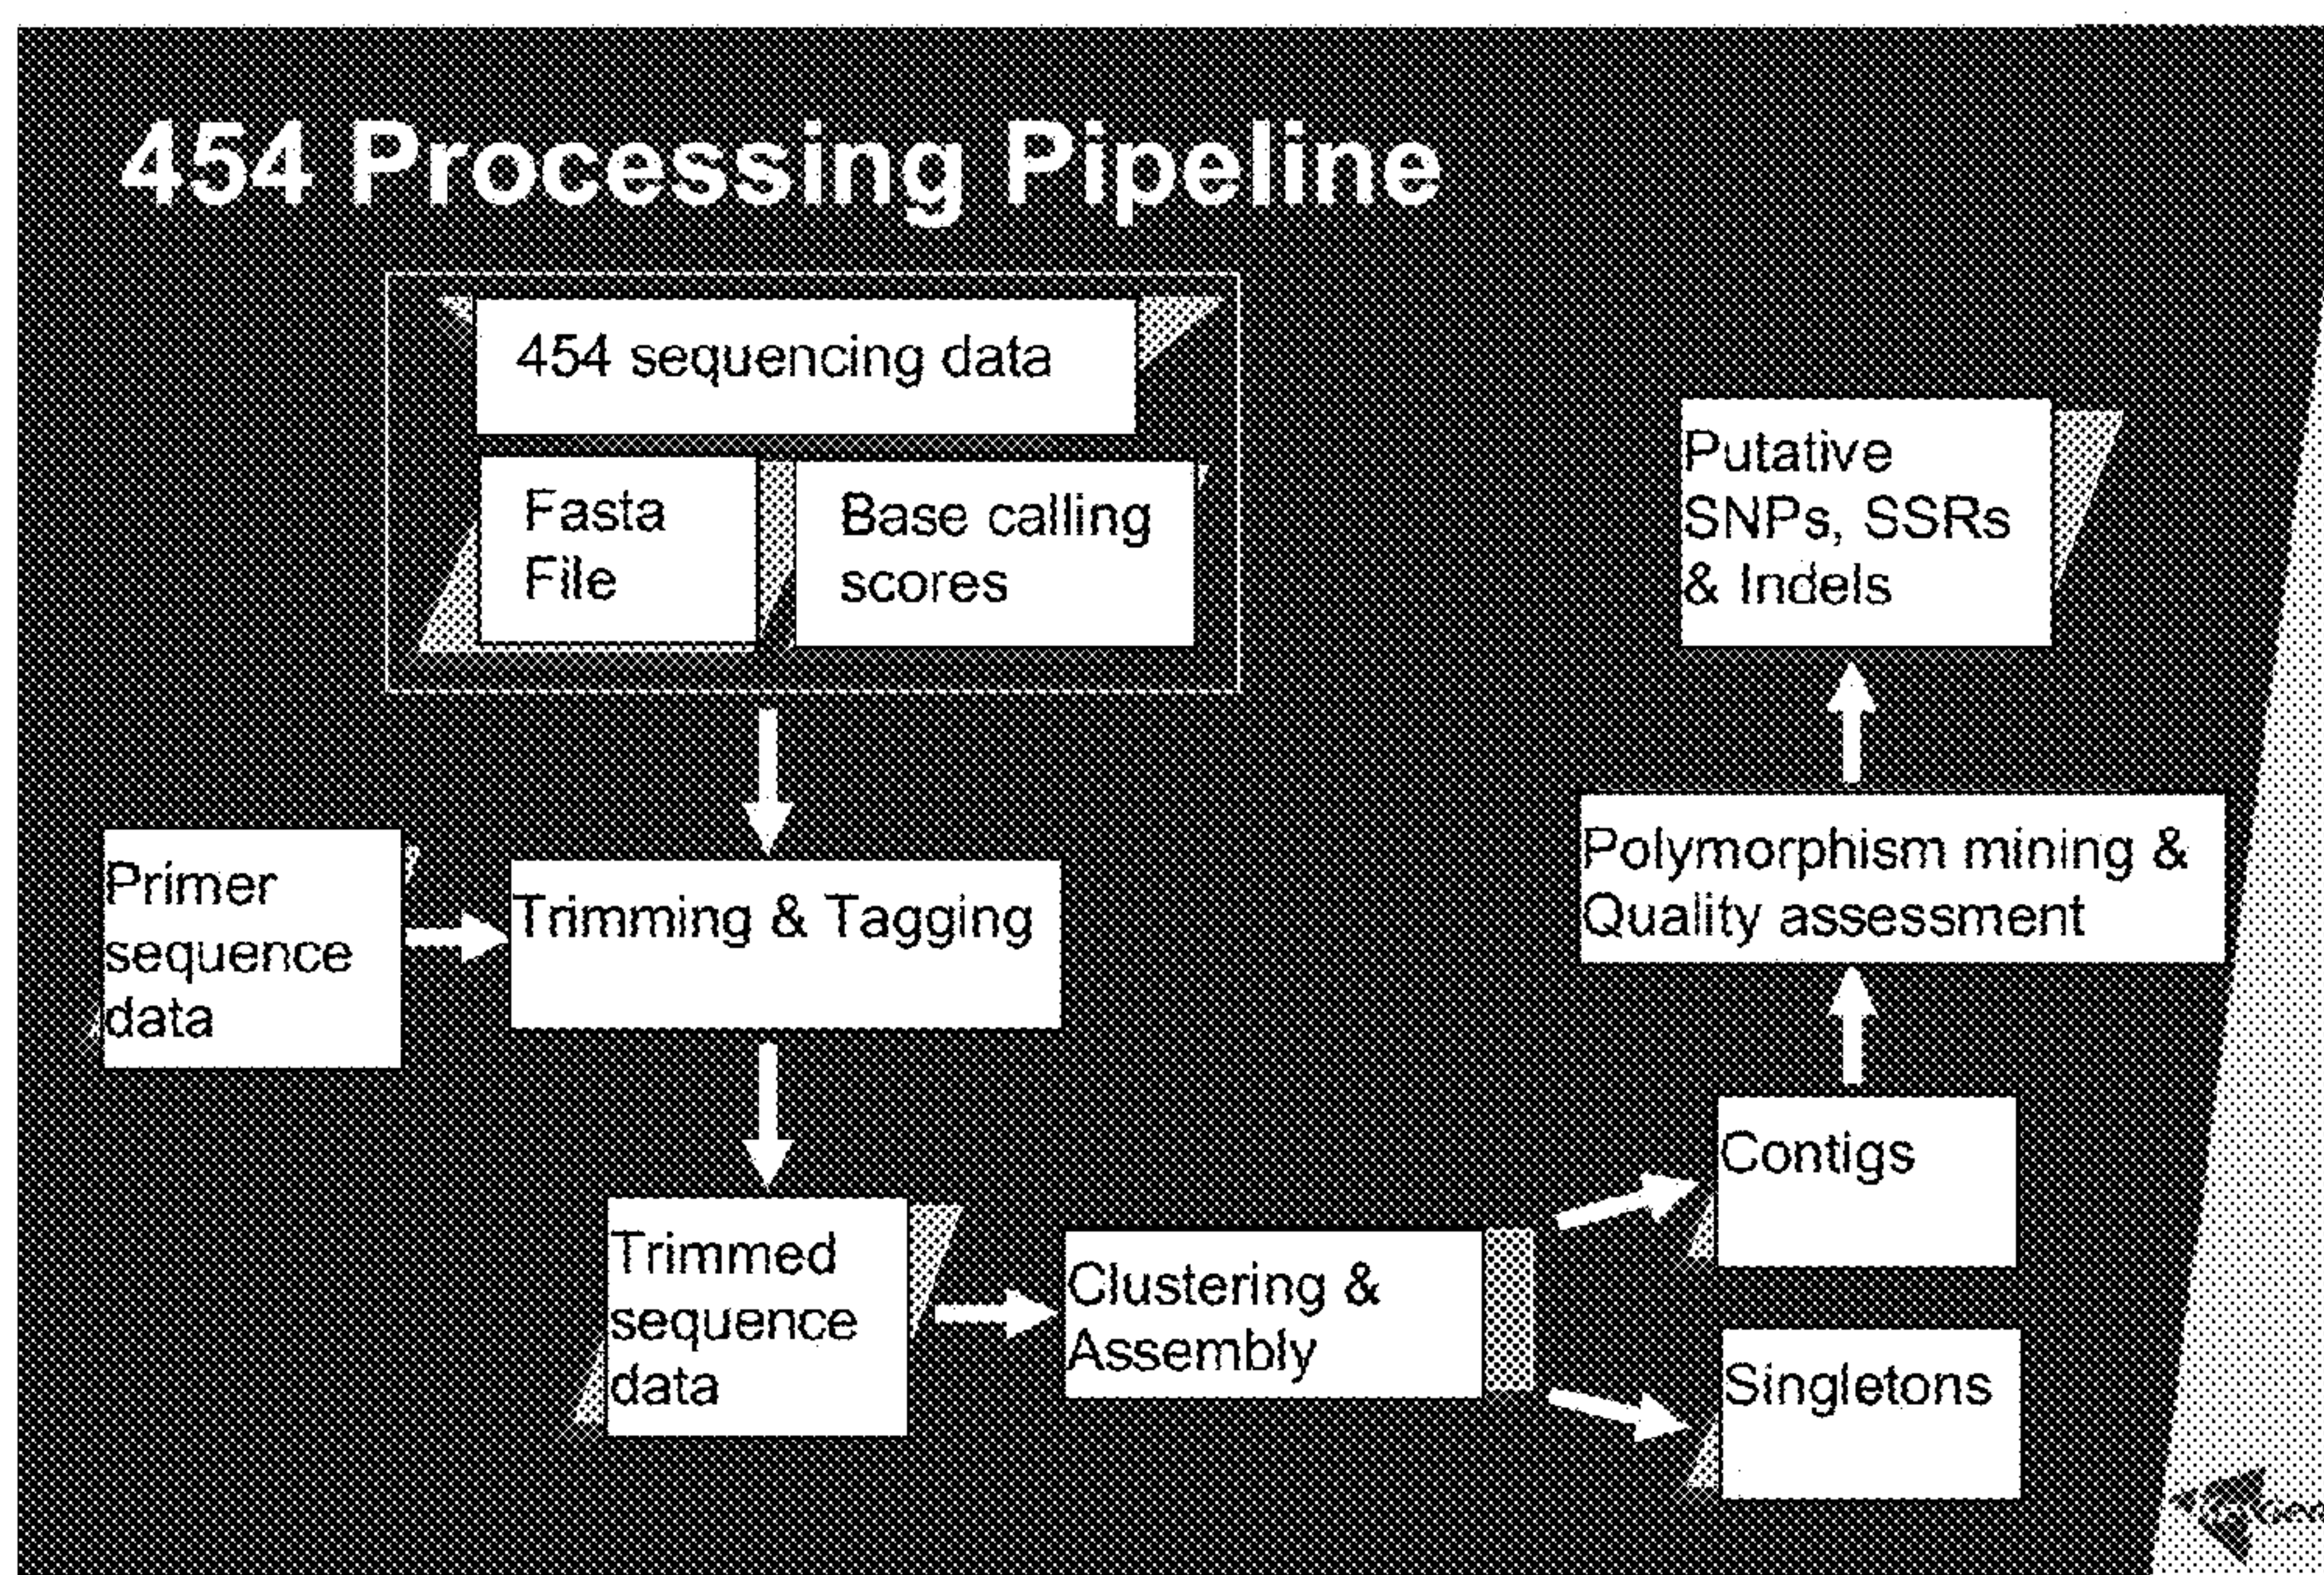 454 Processing Pipeline
454 sequencing data
Fasta
File
Base calling
scores
Putative
SNPs, SSRs
& Indels
Primer
sequence
data
Trimming & Tagging
Polymorphism mining &
Quality assessment
Trimmed
sequence
data
Clustering &
Assembly
Contigs
Singletons